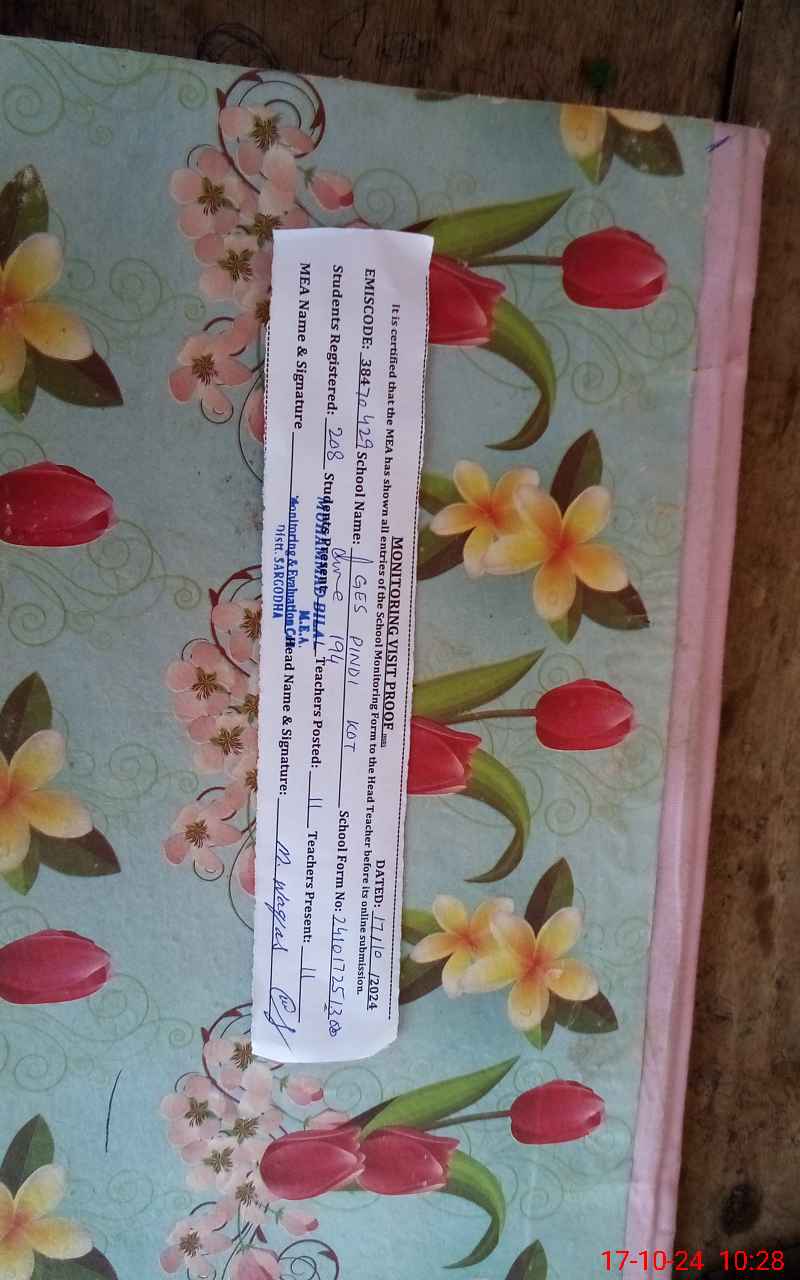 MONITORING VISIT PROOF
DATED: 17/10/2024
It is certified that the MEA has shown all entries of the School Monitoring Form to the Head Teacher before its online submission.
EMISCODE: 38470429 School Name: GES PINDI KOT School Form No:
Students Registered: 208 Students Present: 194 Teachers Posted: 11 Teachers Present: 11
MEA Name & Signature Head Name & Signature: M Waqas
MUHAMMAD BILAL
M.E.A.
Monitoring & Evaluation Cell
Distt. SARGODHA
17-10-24 10:28